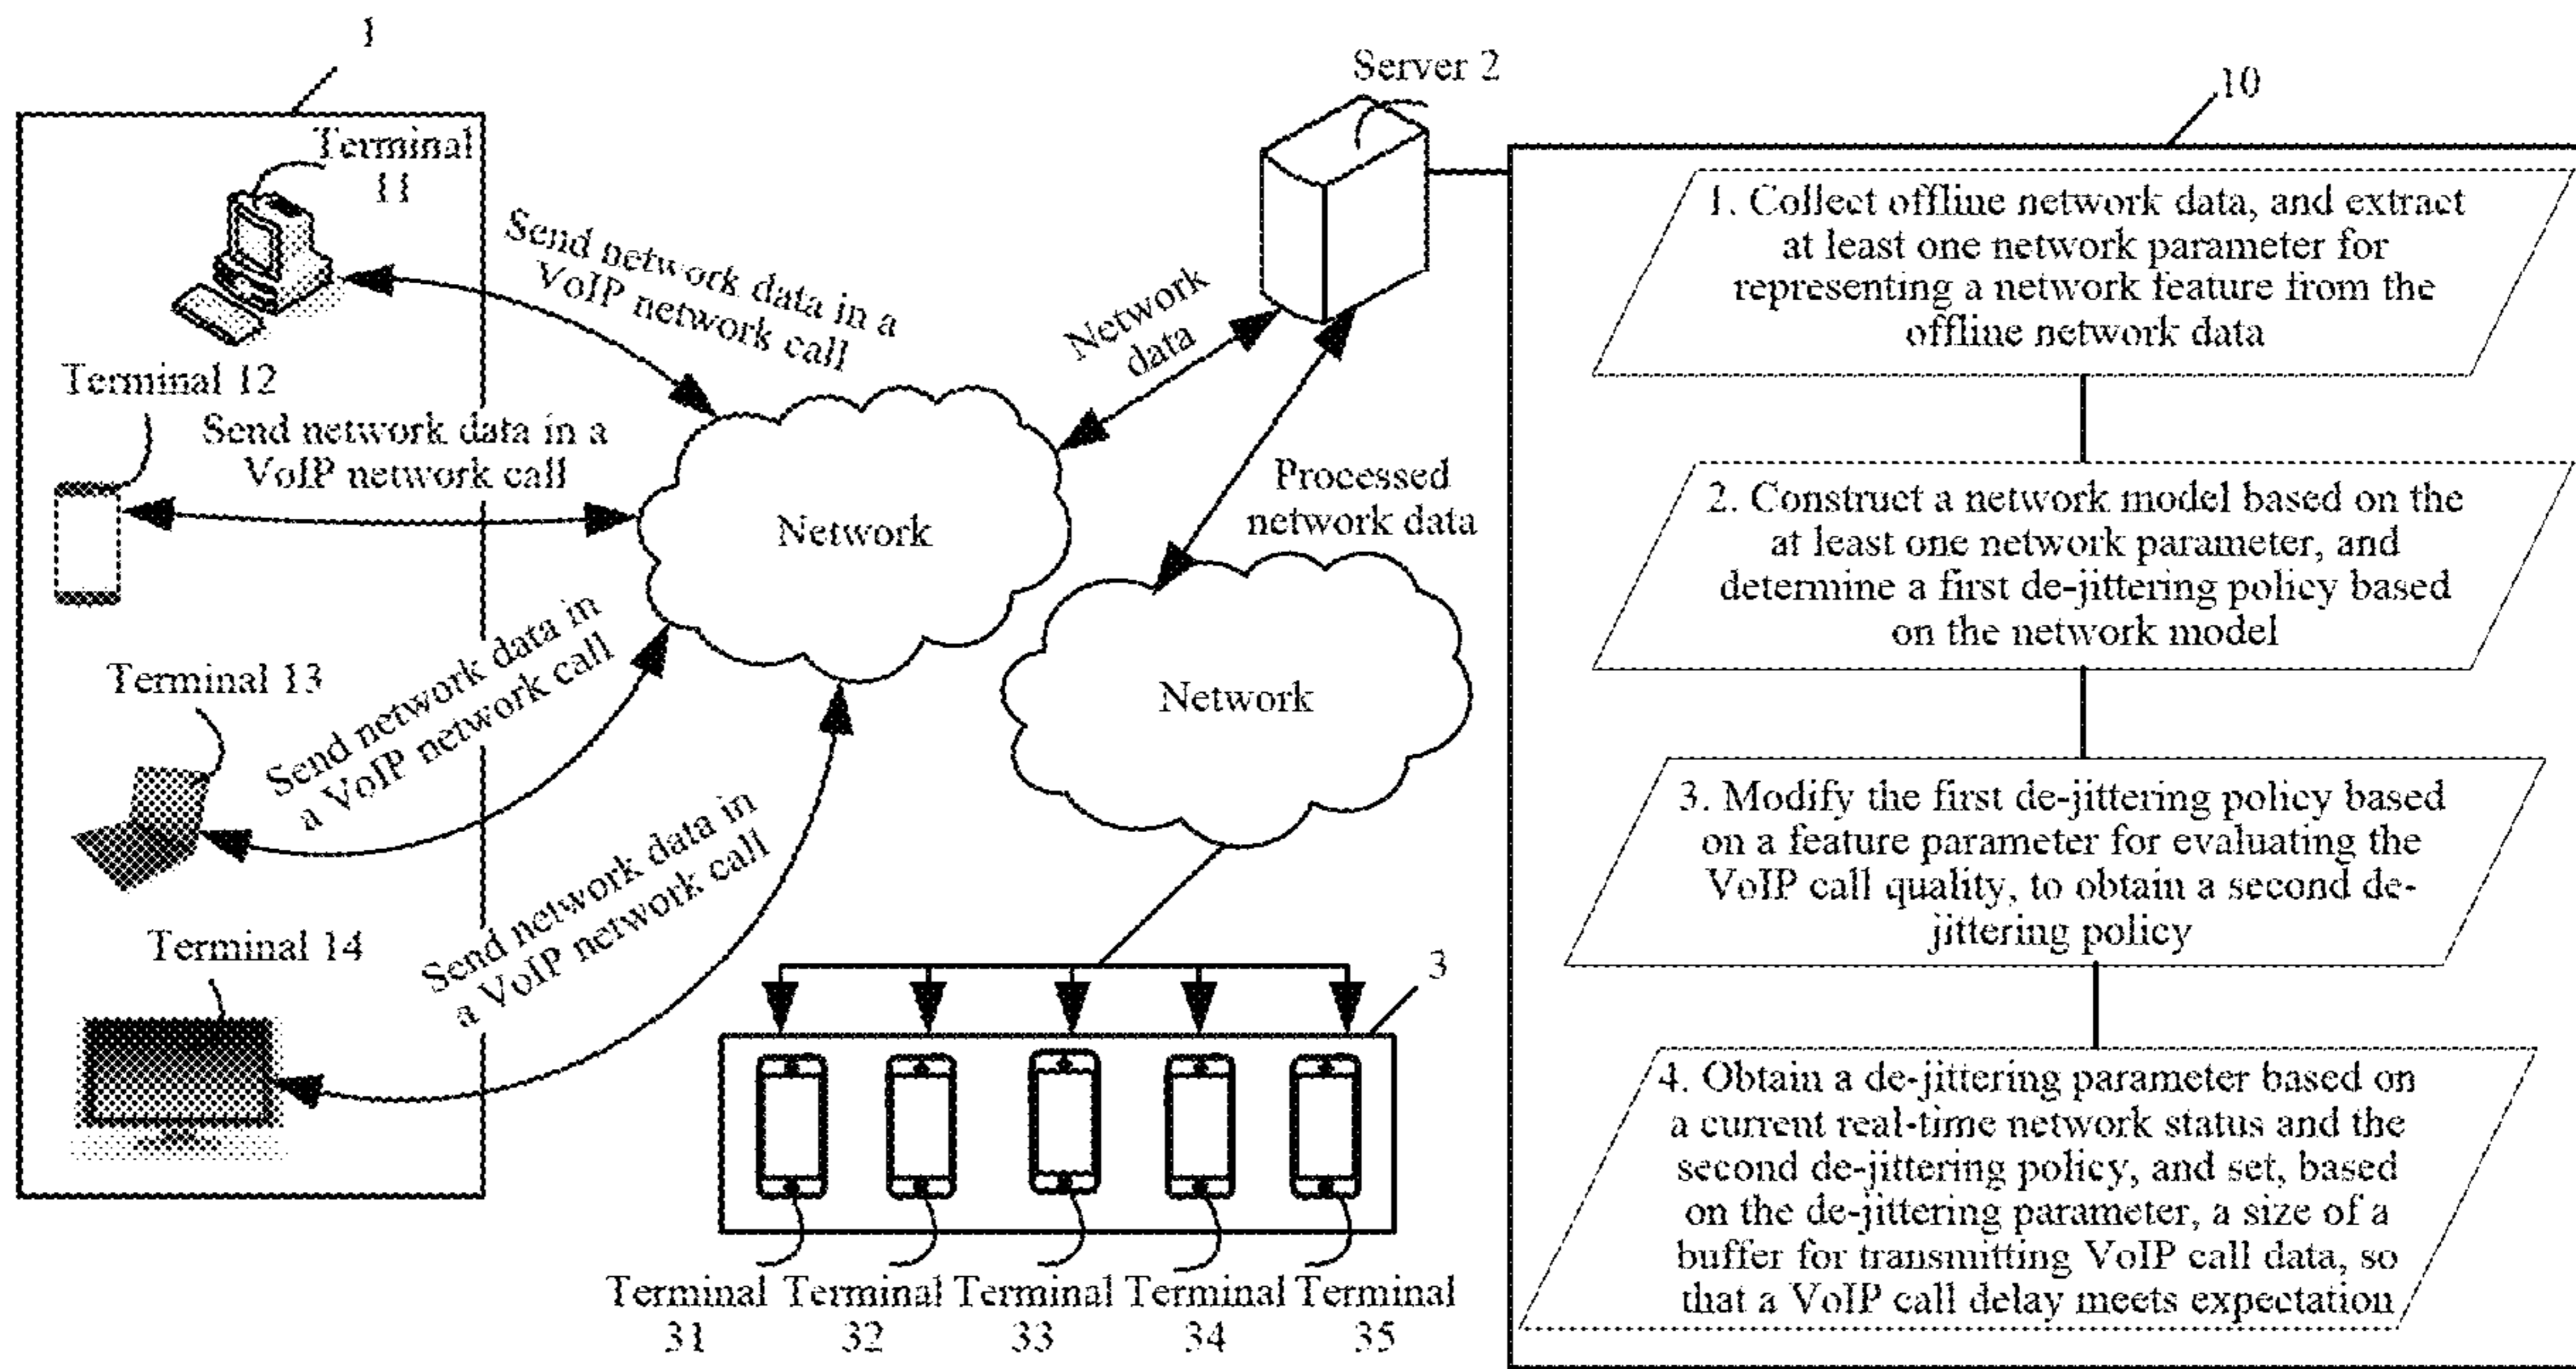 1
Terminal
11
Terminal 12
Terminal 13
Terminal 14
Send network data in a
VoIP network call
Send network data in a
VoIP network call
Send network data in
a VoIP network call
Send network data in
a VoIP network call
Network
Network
data
Server 2
Processed
network data
Network
3
Terminal
31
Terminal
32
Terminal
33
Terminal
34
Terminal
35
10
1. Collect offline network data, and extract
at least one network parameter for
representing a network feature from the
offline network data
2. Construct a network model based on the
at least one network parameter, and
determine a first de-jittering policy based
on the network model
3. Modify the first de-jittering policy based
on a feature parameter for evaluating the
VoIP call quality, to obtain a second de-
jittering policy
4. Obtain a de-jittering parameter based on
a current real-time network status and the
second de-jittering policy, and set, based
on the de-jittering parameter, a size of a
buffer for transmitting VoIP call data, so
that a VoIP call delay meets expectation